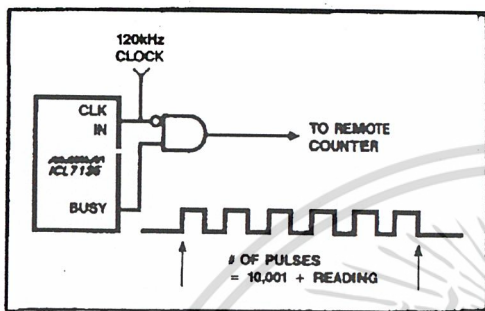 120kHz
CLOCK
CLK
IN
ICL7135
BUSY
TO REMOTE
COUNTER
# OF PULSES
= 10,001 + READING